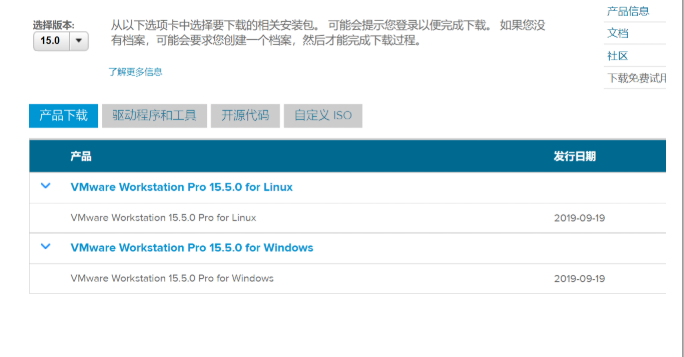 选择版本:
15.0
从以下选项卡中选择要下载的相关安装包。 可能会提示您登录以便完成下载。 如果您没
有档案，可能会要求您创建一个档案，然后才能完成下载过程。
了解更多信息
产品信息
文档
社区
下载免费试用
产品下载 驱动程序和工具 开源代码 自定义 ISO
产品 发行日期
VMware Workstation Pro 15.5.0 for Linux
VMware Workstation 15.5.0 Pro for Linux 2019-09-19
VMware Workstation Pro 15.5.0 for Windows
VMware Workstation 15.5.0 Pro for Windows 2019-09-19